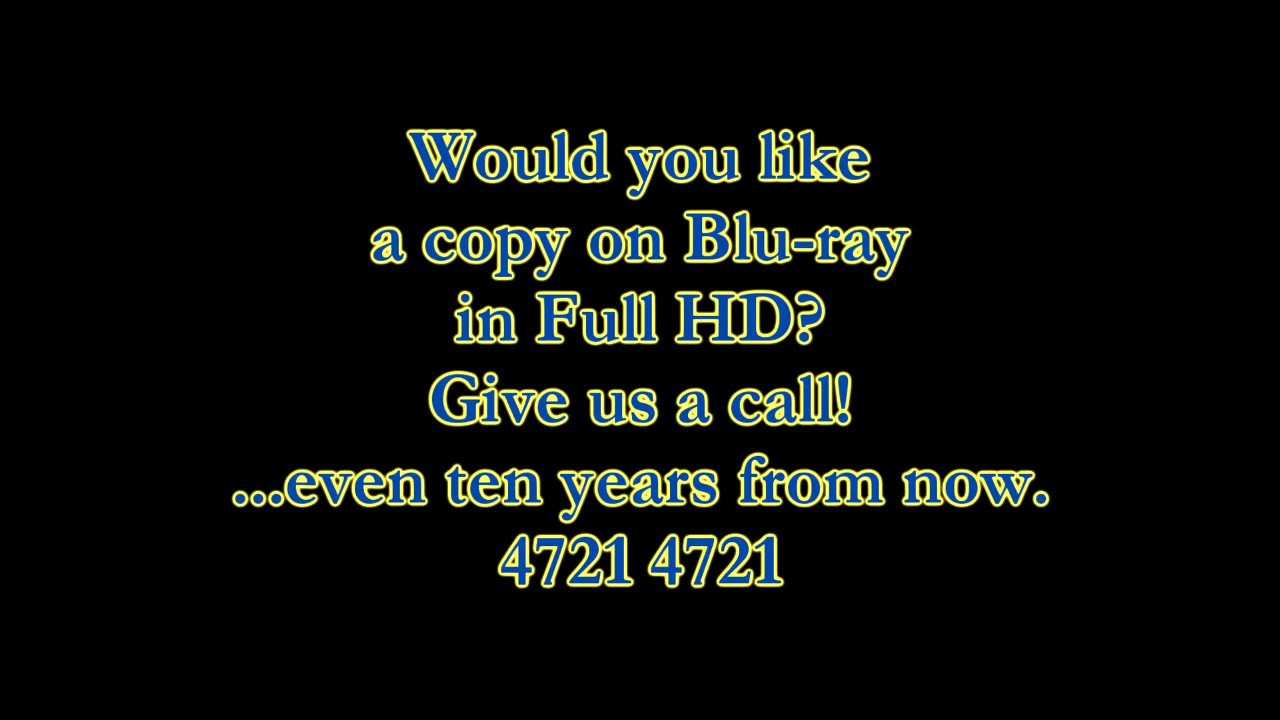 Would you like
a copy on Blu-ray
in Full HD?
Give us a call!
...even ten years from now.
4721 4721